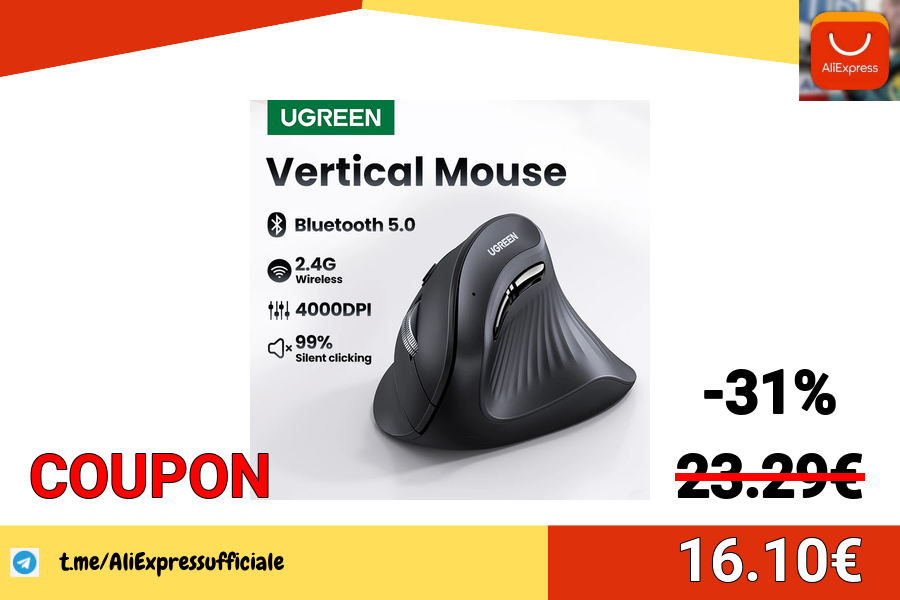 AliExpress
UGREEN
Vertical Mouse
Bluetooth 5.0
2.4G
Wireless
4000DPI
99%
Silent clicking
UGREEN
-31%
COUPON
23.29€
t.me/AliExpressufficiale
16.10€